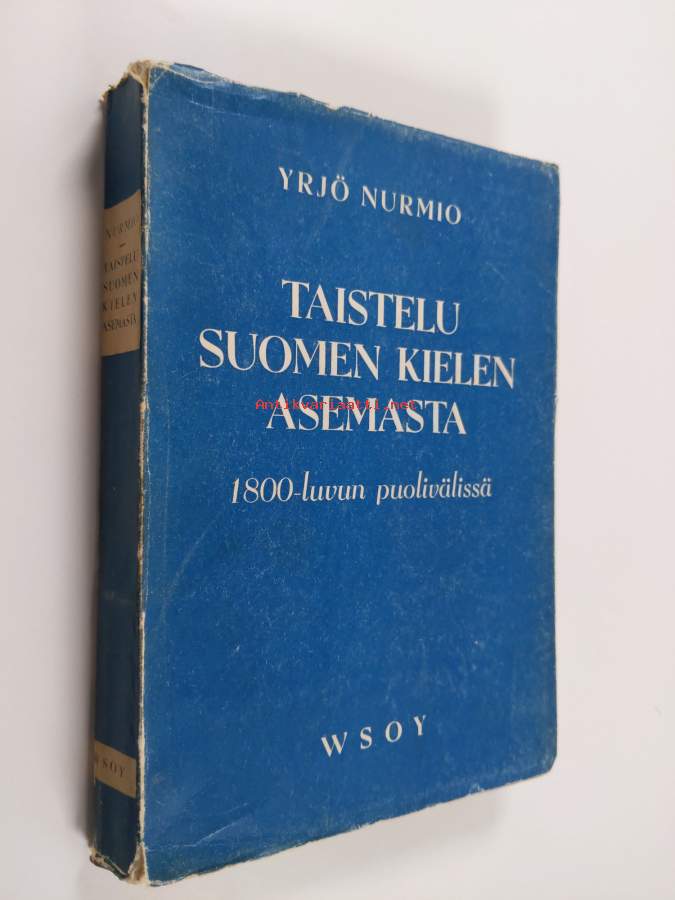 YRJÖ NURMIO
TAISTELU
SUOMEN KIELEN
ASEMASTA
1800-luvun puolivälissä
WSOY
Antikvariaatti.net
NURMIO
TAISTELU
SUOMEN
KIELEN
ASEMASTA
WSOY